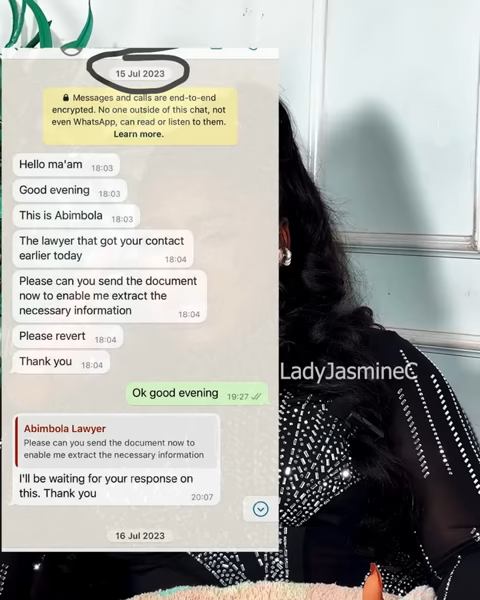 15 Jul 2023
Messages and calls are end-to-end
encrypted. No one outside of this chat, not
even WhatsApp, can read or listen to them.
Learn more.
Hello ma'am 18:03
Good evening 18:03
This is Abimbola 18:03
The lawyer that got your contact
earlier today 18:04
Please can you send the document
now to enable me extract the
necessary information 18:04
Please revert 18:04
Thank you 18:04
Ok good evening 19:27
Abimbola Lawyer
Please can you send the document now to
enable me extract the necessary information
I'll be waiting for your response on
this. Thank you 20:07
16 Jul 2023
LadyJasmineC